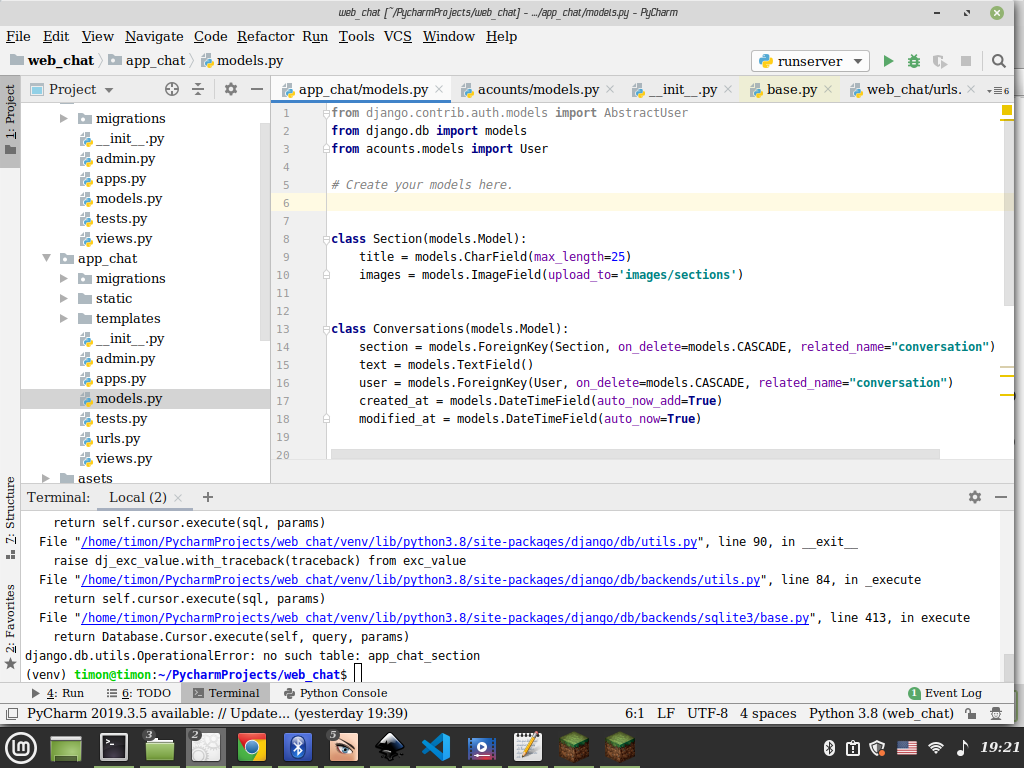 web_chat [~/PycharmProjects/web_chat] - .../app_chat/models.py - PyCharm
File Edit View Navigate Code Refactor Run Tools VCS Window Help
web_chat app_chat models.py runserver
1: Project
Project
app_chat/models.py acounts/models.py __init__.py base.py web_chat/urls. 6
migrations
__init__.py
admin.py
apps.py
models.py
tests.py
views.py
app_chat
migrations
static
templates
__init__.py
admin.py
apps.py
models.py
tests.py
urls.py
views.py
asets
1 from django.contrib.auth.models import AbstractUser
2 from django.db import models
3 from acounts.models import User
4
5 # Create your models here.
6
7
8 class Section(models.Model):
9 title = models.CharField(max_length=25)
10 images = models.ImageField(upload_to='images/sections')
11
12
13 class Conversations(models.Model):
14 section = models.ForeignKey(Section, on_delete=models.CASCADE, related_name="conversation")
15 text = models.TextField()
16 user = models.ForeignKey(User, on_delete=models.CASCADE, related_name="conversation")
17 created_at = models.DateTimeField(auto_now_add=True)
18 modified_at = models.DateTimeField(auto_now=True)
19
20
7: Structure
2: Favorites
Terminal: Local (2) +
return self.cursor.execute(sql, params)
File "/home/timon/PycharmProjects/web_chat/venv/lib/python3.8/site-packages/django/db/utils.py", line 90, in __exit__
raise dj_exc_value.with_traceback(traceback) from exc_value
File "/home/timon/PycharmProjects/web_chat/venv/lib/python3.8/site-packages/django/db/backends/utils.py", line 84, in _execute
return self.cursor.execute(sql, params)
File "/home/timon/PycharmProjects/web_chat/venv/lib/python3.8/site-packages/django/db/backends/sqlite3/base.py", line 413, in execute
return Database.Cursor.execute(self, query, params)
django.db.utils.OperationalError: no such table: app_chat_section
(venv) timon@timon:~/PycharmProjects/web_chat$
4: Run 6: TODO Terminal Python Console 1 Event Log
PyCharm 2019.3.5 available: // Update... (yesterday 19:39) 6:1 LF UTF-8 4 spaces Python 3.8 (web_chat)
3 2 5 19:21